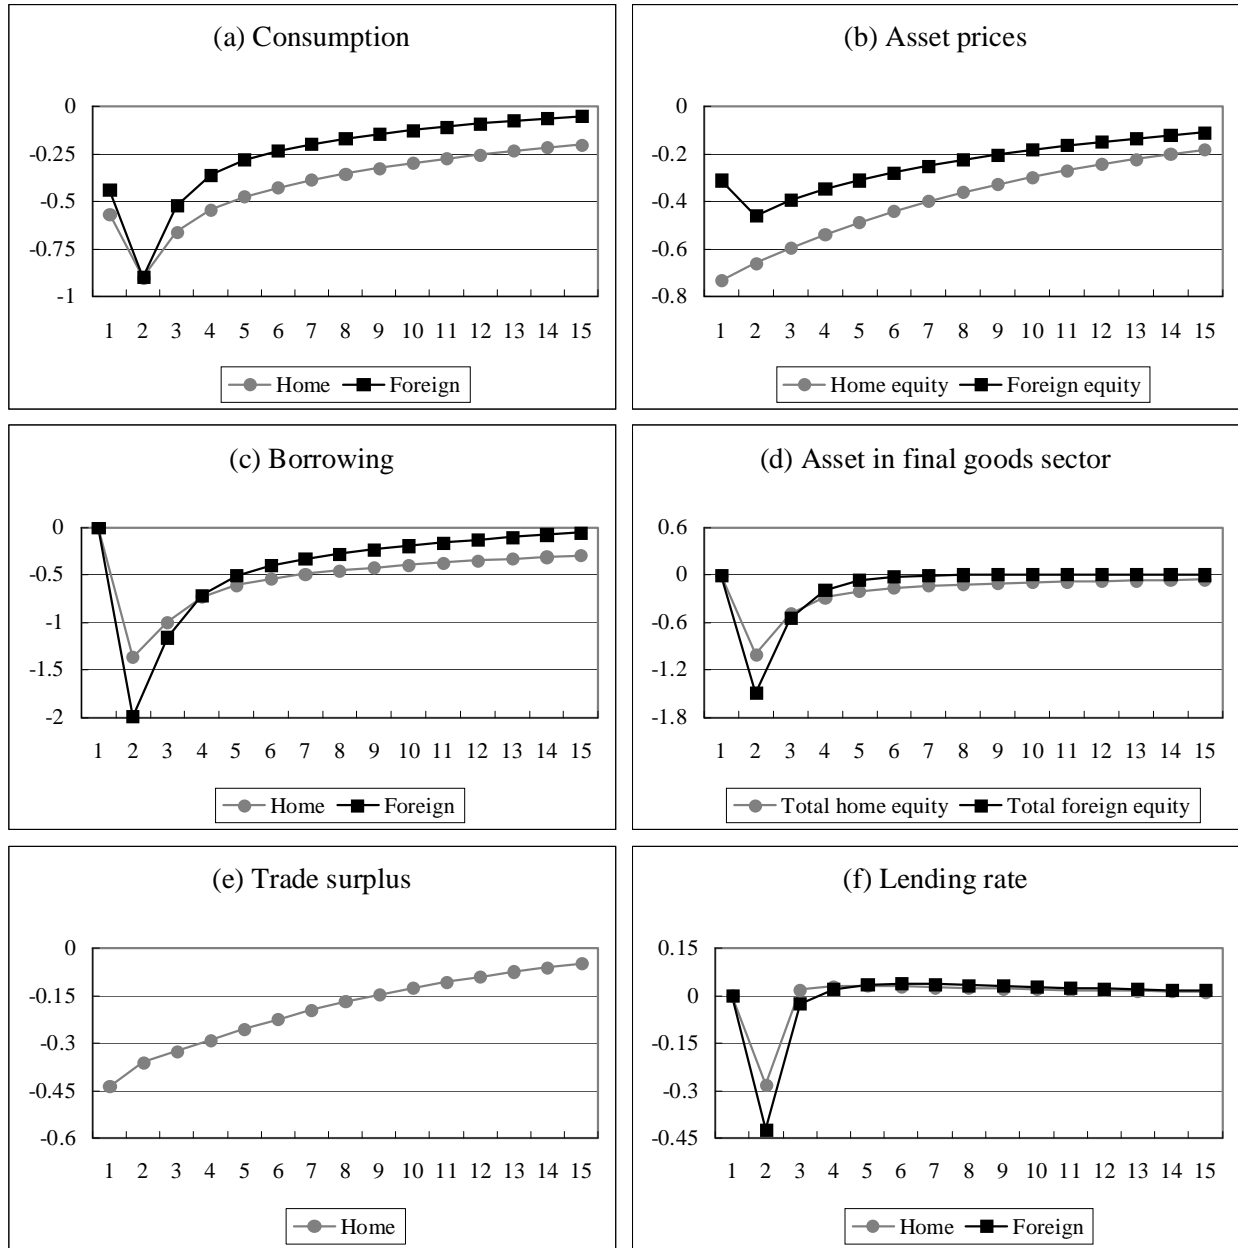 (a) Consumption
0
-0.25
-0.5
-0.75
-1
1 2 3 4 5 6 7 8 9 10 11 12 13 14 15
Home Foreign
(b) Asset prices
0
-0.2
-0.4
-0.6
-0.8
1 2 3 4 5 6 7 8 9 10 11 12 13 14 15
Home equity Foreign equity
(c) Borrowing
0
-0.5
-1
-1.5
-2
1 2 3 4 5 6 7 8 9 10 11 12 13 14 15
Home Foreign
(d) Asset in final goods sector
0.6
0
-0.6
-1.2
-1.8
1 2 3 4 5 6 7 8 9 10 11 12 13 14 15
Total home equity Total foreign equity
(e) Trade surplus
0
-0.15
-0.3
-0.45
-0.6
1 2 3 4 5 6 7 8 9 10 11 12 13 14 15
Home
(f) Lending rate
0.15
0
-0.15
-0.3
-0.45
1 2 3 4 5 6 7 8 9 10 11 12 13 14 15
Home Foreign